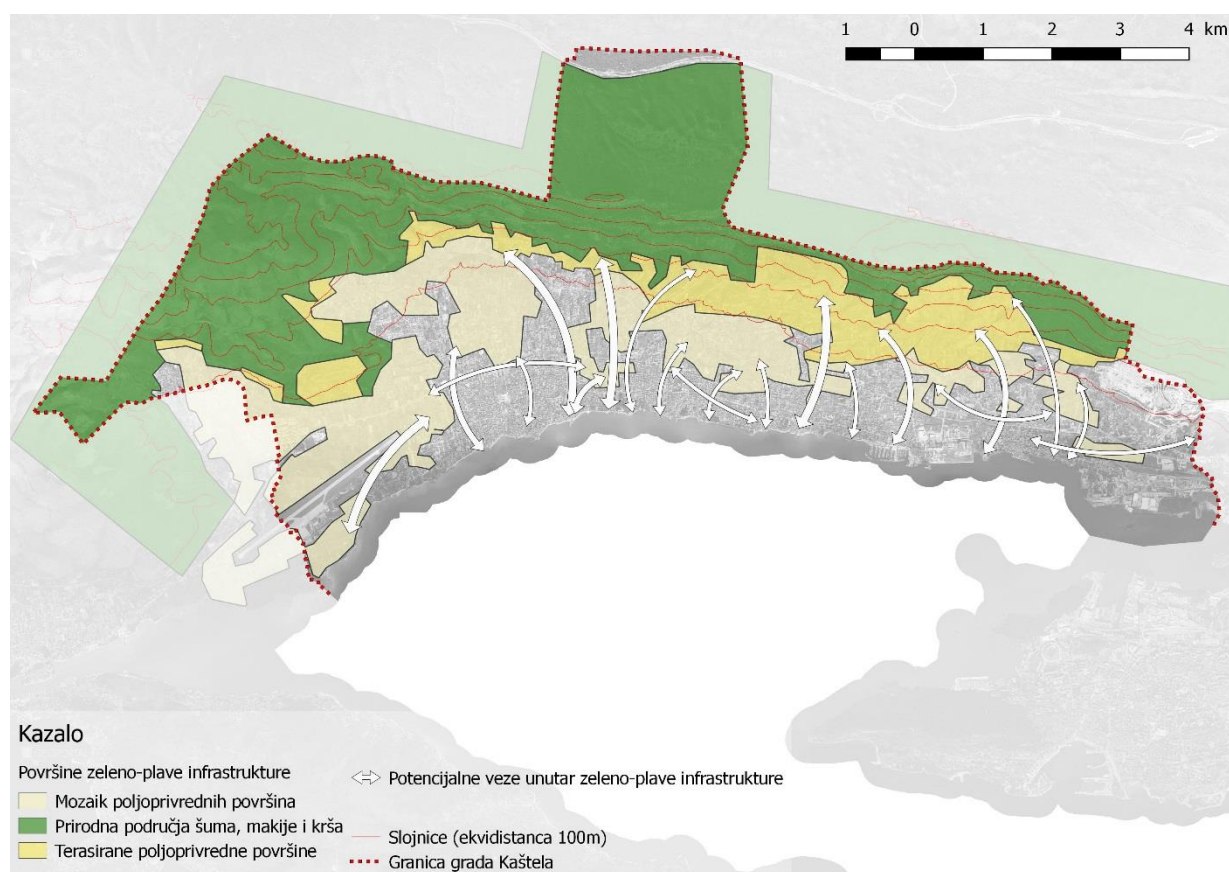 1 0 1 2 3 4 km
Kazalo
Površine zeleno-plave infrastrukture
Mozaik poljoprivrednih površina
Prirodna područja šuma, makije i krša
Terasirane poljoprivredne površine
Potencijalne veze unutar zeleno-plave infrastrukture
Slojnice (ekvidistanca 100m)
Granica grada Kaštela